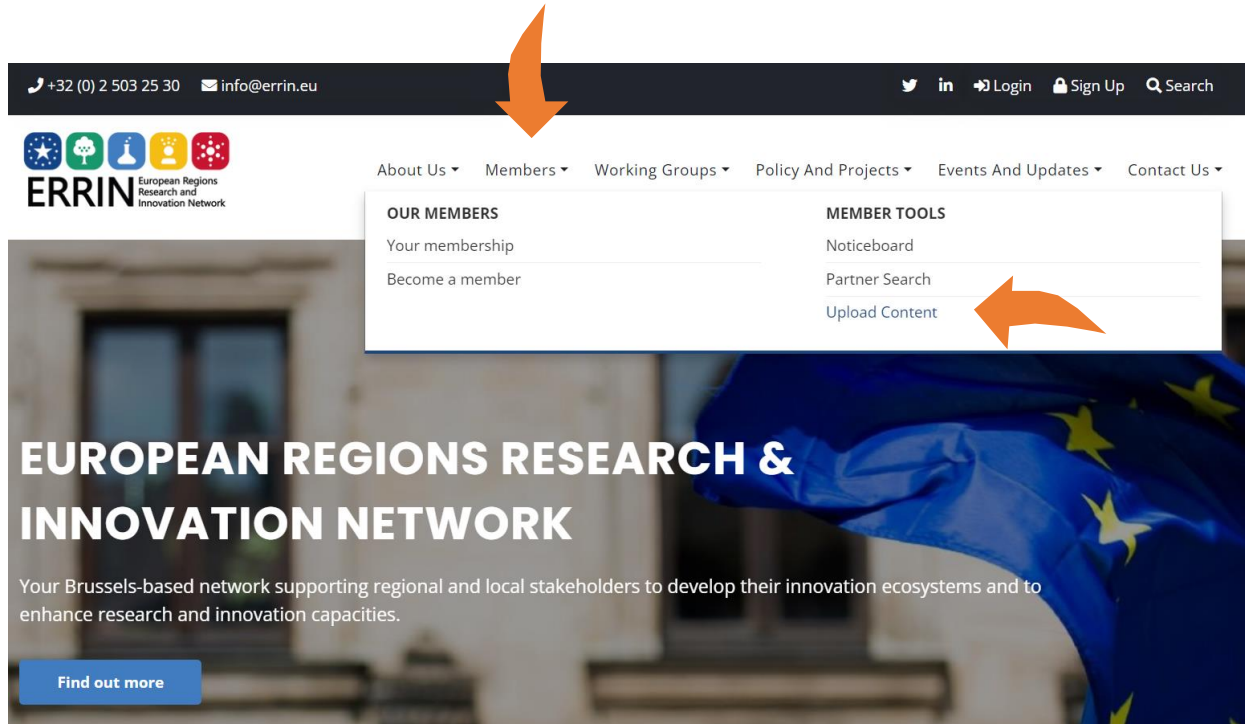 +32 (0) 2 503 25 30 info@errin.eu Login Sign Up Search
ERRIN European Regions
Research and
Innovation Network
About Us Members Working Groups Policy And Projects Events And Updates Contact Us
OUR MEMBERS
Your membership
Become a member
MEMBER TOOLS
Noticeboard
Partner Search
Upload Content
EUROPEAN REGIONS RESEARCH &
INNOVATION NETWORK
Your Brussels-based network supporting regional and local stakeholders to develop their innovation ecosystems and to
enhance research and innovation capacities.
Find out more